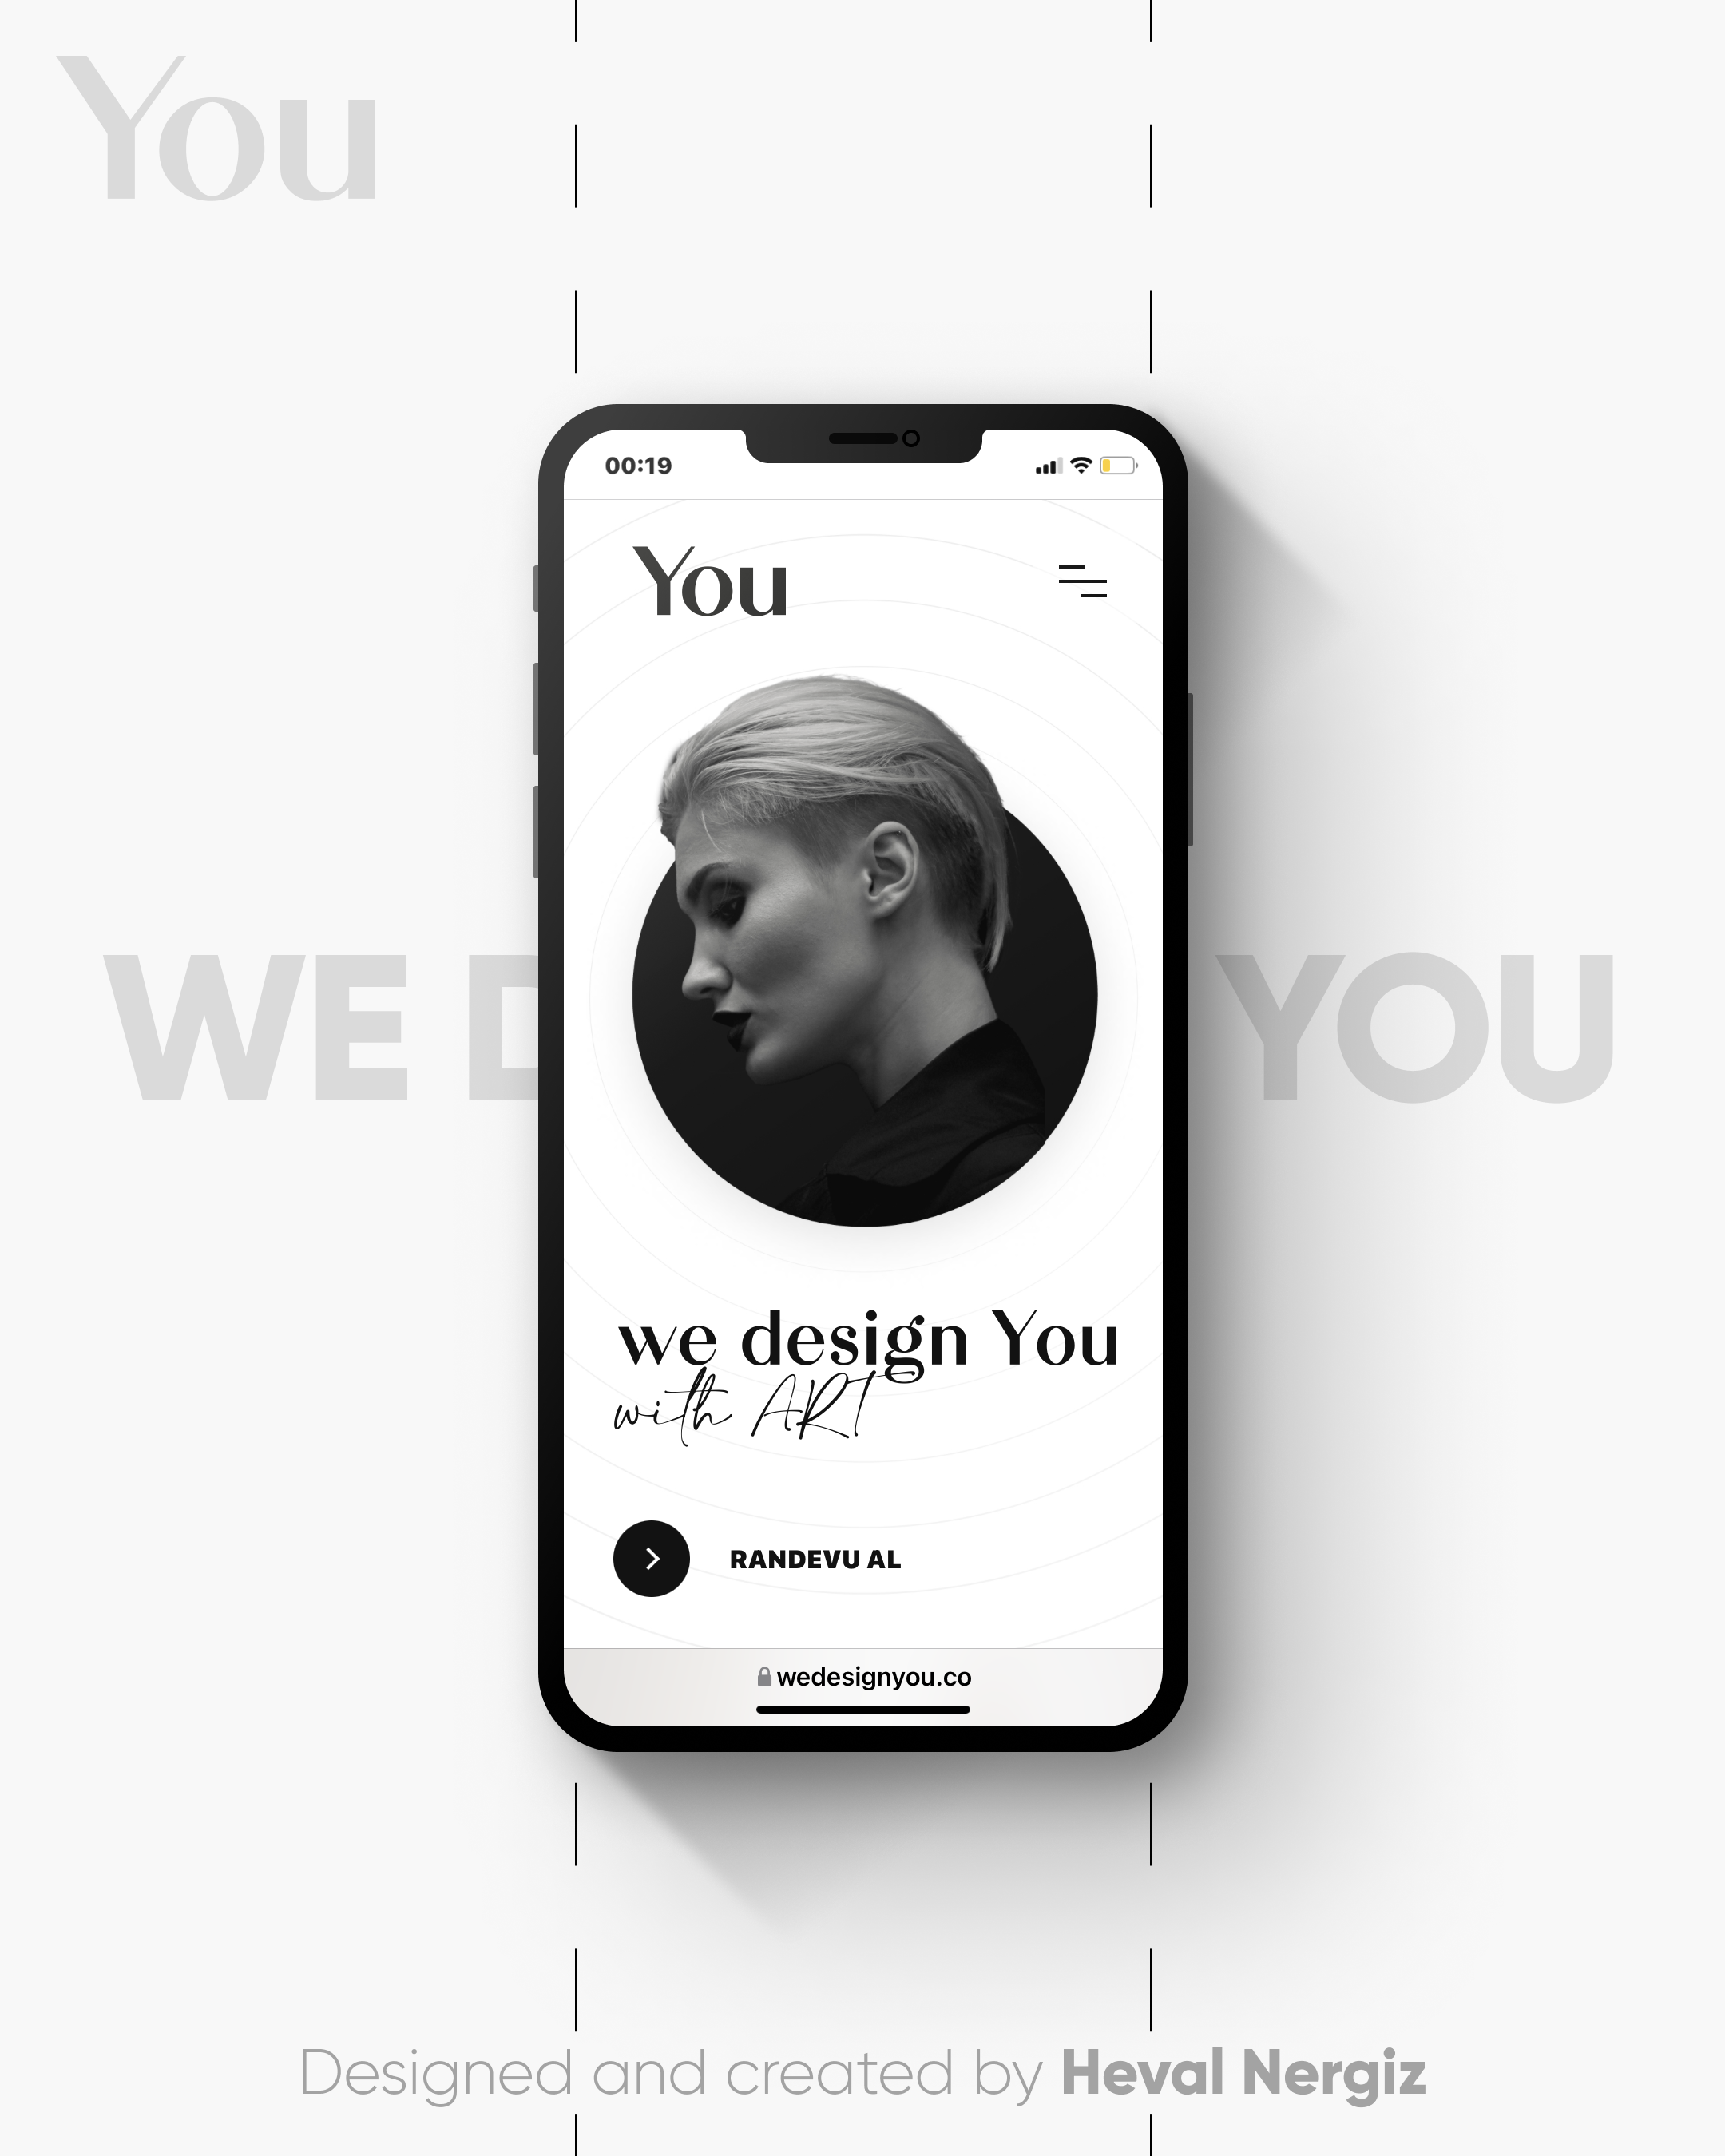 You
00:19
You
WE D
YOU
we design You
with ART
RANDEVU AL
wedesignyou.co
Designed and created by Heval Nergiz